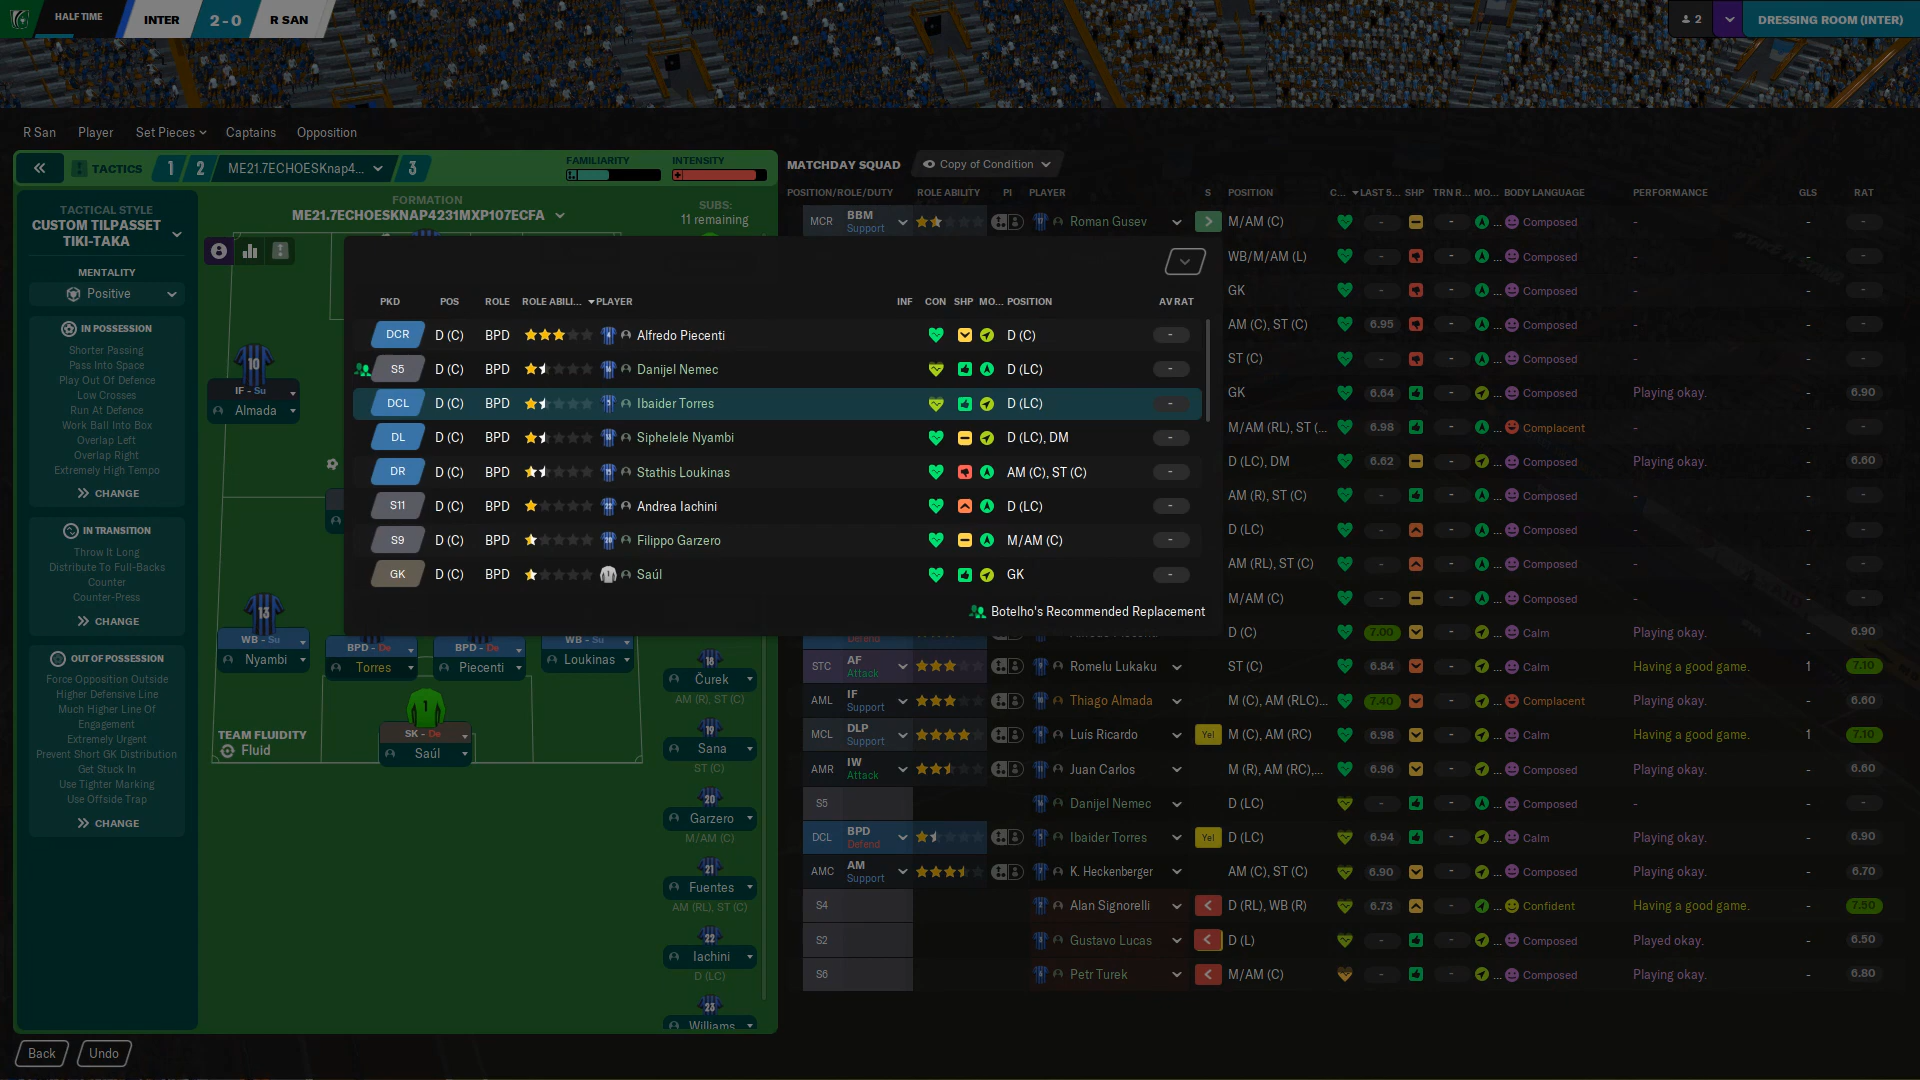 HALF TIME
INTER
2 - 0
R SAN
2
DRESSING ROOM (INTER)
R San
Player
Set Pieces
Captains
Opposition
TACTICS
1
2
ME21.7ECHOESKnap4...
3
FAMILIARITY
INTENSITY
MATCHDAY SQUAD
Copy of Condition
TACTICAL STYLE
CUSTOM TILPASSET
TIKI-TAKA
MENTALITY
Positive
IN POSSESSION
Shorter Passing
Pass Into Space
Play Out Of Defence
Low Crosses
Run At Defence
Work Ball Into Box
Overlap Left
Overlap Right
Extremely High Tempo
CHANGE
IN TRANSITION
Throw It Long
Distribute To Full-Backs
Counter
Counter-Press
CHANGE
OUT OF POSSESSION
Force Opposition Outside
Higher Defensive Line
Much Higher Line Of
Engagement
Extremely Urgent
Prevent Short GK Distribution
Get Stuck In
Use Tighter Marking
Use Offside Trap
CHANGE
FORMATION
ME21.7ECHOESKNAP4231MXP107ECFA
SUBS:
11 remaining
10
IF - Su
Almada
13
WB - Su
Nyambi
BPD - De
Torres
BPD - De
Piecenti
WB - Su
Loukinas
1
SK - De
Saúl
TEAM FLUIDITY
Fluid
18
Čurek
AM (R), ST (C)
19
Sana
ST (C)
20
Garzero
M/AM (C)
21
Fuentes
AM (RL), ST (C)
22
Iachini
D (LC)
23
Williams
PKD POS ROLE ROLE ABILI... PLAYER INF CON SHP MO... POSITION AV RAT
DCR D (C) BPD Alfredo Piecenti D (C) -
S5 D (C) BPD Danijel Nemec D (LC) -
DCL D (C) BPD Ibaider Torres D (LC) -
DL D (C) BPD Siphelele Nyambi D (LC), DM -
DR D (C) BPD Stathis Loukinas AM (C), ST (C) -
S11 D (C) BPD Andrea Iachini D (LC) -
S9 D (C) BPD Filippo Garzero M/AM (C) -
GK D (C) BPD Saúl GK -
Botelho's Recommended Replacement
POSITION/ROLE/DUTY ROLE ABILITY PI PLAYER S POSITION C... LAST 5... SHP TRN R... MO... BODY LANGUAGE PERFORMANCE GLS RAT
MCR BBM Support Roman Gusev M/AM (C) - - ... Composed - - -
WB/M/AM (L) - - ... Composed - - -
GK - - ... Composed - - -
AM (C), ST (C) 6.95 - ... Composed - - -
ST (C) - - ... Composed - - -
GK 6.64 - ... Composed Playing okay. - 6.90
M/AM (RL), ST (... 6.98 - ... Complacent - - -
D (LC), DM 6.62 - ... Composed Playing okay. - 6.60
AM (R), ST (C) - - ... Composed - - -
D (LC) - - ... Composed - - -
AM (RL), ST (C) - - ... Composed - - -
M/AM (C) - - ... Composed - - -
Defend D (C) 7.00 - ... Calm Playing okay. - 6.90
STC AF Attack Romelu Lukaku ST (C) 6.84 - ... Calm Having a good game. 1 7.10
AML IF Support Thiago Almada M (C), AM (RLC)... 7.40 - ... Complacent Playing okay. - 6.60
MCL DLP Support Luís Ricardo Yel M (C), AM (RC) 6.98 - ... Calm Having a good game. 1 7.10
AMR IW Attack Juan Carlos M (R), AM (RC),... 6.96 - ... Composed Playing okay. - 6.60
S5 Danijel Nemec D (LC) - - ... Composed - - -
DCL BPD Defend Ibaider Torres Yel D (LC) 6.94 - ... Calm Playing okay. - 6.90
AMC AM Support K. Heckenberger AM (C), ST (C) 6.90 - ... Composed Playing okay. - 6.70
S4 Alan Signorelli D (RL), WB (R) 6.73 - ... Confident Having a good game. - 7.50
S2 Gustavo Lucas D (L) - - ... Composed Played okay. - 6.50
S6 Petr Turek M/AM (C) - - ... Composed Playing okay. - 6.80
Back
Undo